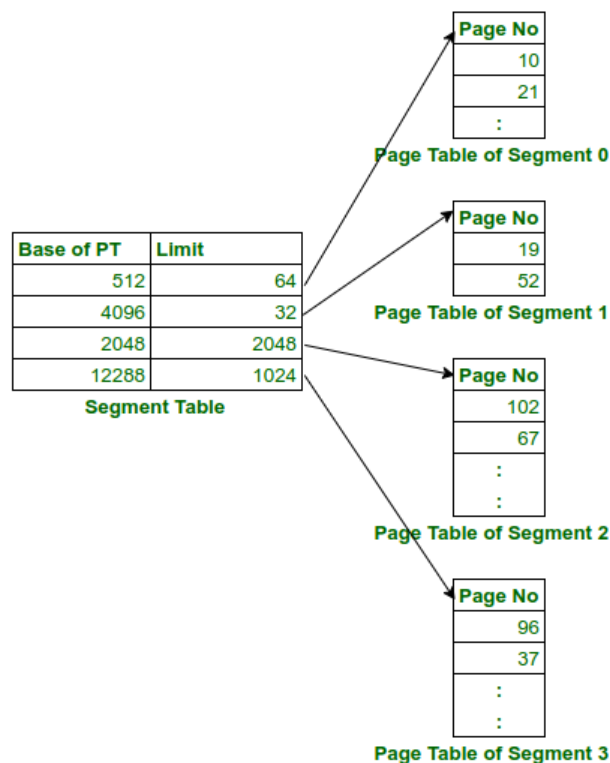 Page No
10
21
:
Page Table of Segment 0
Page No
19
52
Page Table of Segment 1
Base of PT Limit
512 64
4096 32
2048 2048
12288 1024
Segment Table
Page No
102
67
:
:
Page Table of Segment 2
Page No
96
37
:
:
Page Table of Segment 3